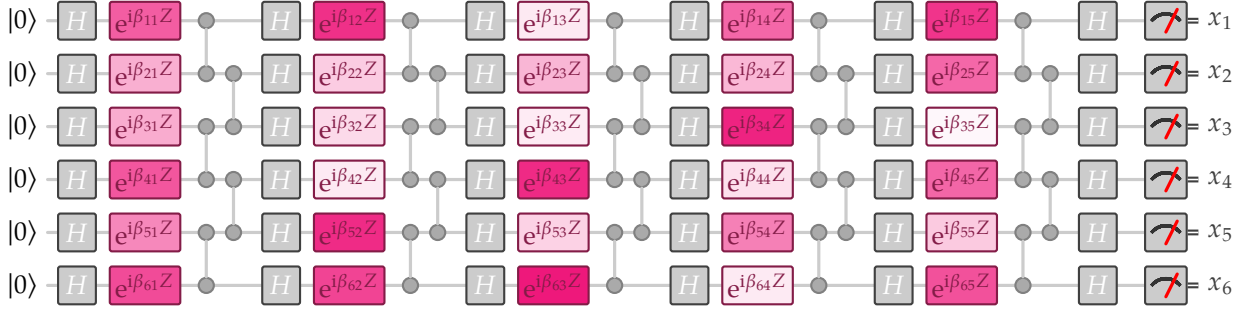 |0⟩ H e^{iβ₁₁Z} H e^{iβ₁₂Z} H e^{iβ₁₃Z} H e^{iβ₁₄Z} H e^{iβ₁₅Z} H = x₁
|0⟩ H e^{iβ₂₁Z} H e^{iβ₂₂Z} H e^{iβ₂₃Z} H e^{iβ₂₄Z} H e^{iβ₂₅Z} H = x₂
|0⟩ H e^{iβ₃₁Z} H e^{iβ₃₂Z} H e^{iβ₃₃Z} H e^{iβ₃₄Z} H e^{iβ₃₅Z} H = x₃
|0⟩ H e^{iβ₄₁Z} H e^{iβ₄₂Z} H e^{iβ₄₃Z} H e^{iβ₄₄Z} H e^{iβ₄₅Z} H = x₄
|0⟩ H e^{iβ₅₁Z} H e^{iβ₅₂Z} H e^{iβ₅₃Z} H e^{iβ₅₄Z} H e^{iβ₅₅Z} H = x₅
|0⟩ H e^{iβ₆₁Z} H e^{iβ₆₂Z} H e^{iβ₆₃Z} H e^{iβ₆₄Z} H e^{iβ₆₅Z} H = x₆